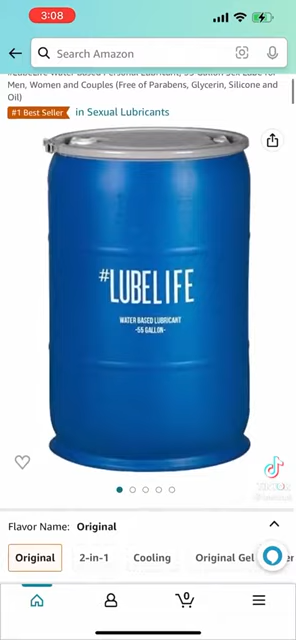 3:08
Search Amazon
#LubeLife Water Based Personal Lubricant, 55 Gallon Sex Lube for
Men, Women and Couples (Free of Parabens, Glycerin, Silicone and
Oil)
#1 Best Seller in Sexual Lubricants
#LUBELIFE
WATER BASED LUBRICANT
-55 GALLON-
TikTok
Flavor Name: Original
Original 2-in-1 Cooling Original Gel
0